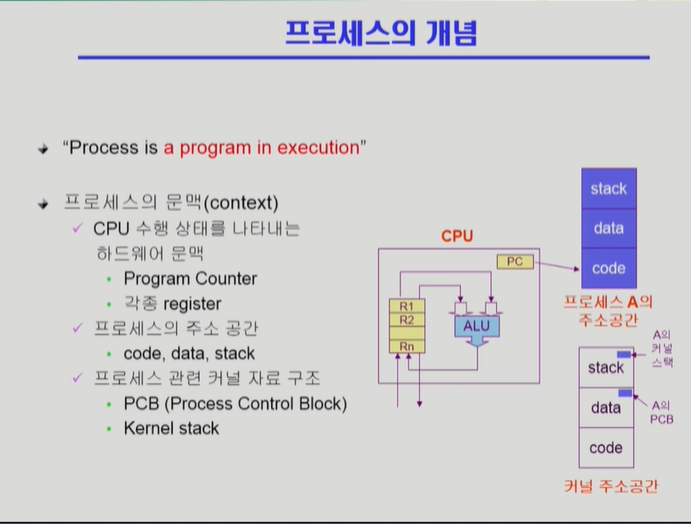 프로세스의 개념
“Process is a program in execution”
프로세스의 문맥(context)
CPU 수행 상태를 나타내는
하드웨어 문맥
Program Counter
각종 register
프로세스의 주소 공간
code, data, stack
프로세스 관련 커널 자료 구조
PCB (Process Control Block)
Kernel stack
CPU
PC
R1
R2
Rn
ALU
stack
data
code
프로세스 A의
주소공간
A의
커널
스택
stack
data
code
A의
PCB
커널 주소공간